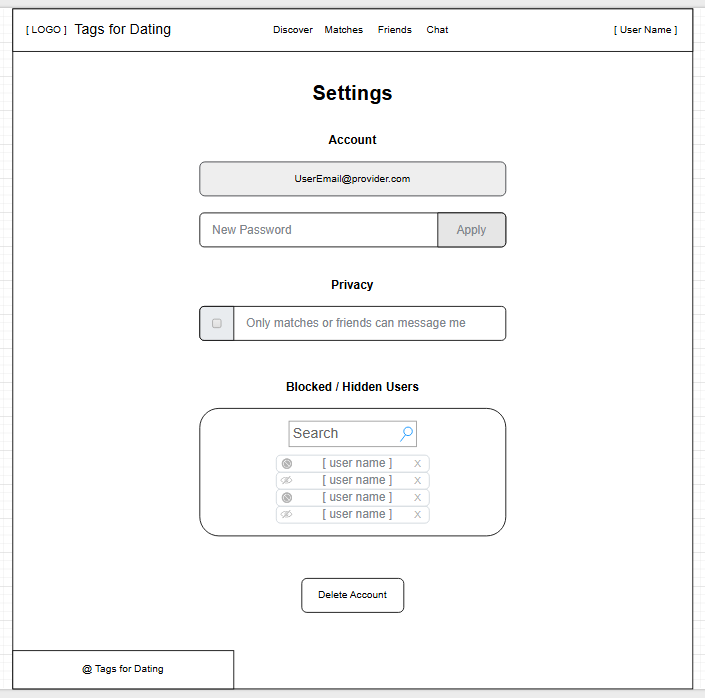 [ LOGO ] Tags for Dating Discover Matches Friends Chat [ User Name ]
Settings
Account
UserEmail@provider.com
New Password Apply
Privacy
Only matches or friends can message me
Blocked / Hidden Users
Search
[ user name ] X
[ user name ] X
[ user name ] X
[ user name ] X
Delete Account
@ Tags for Dating